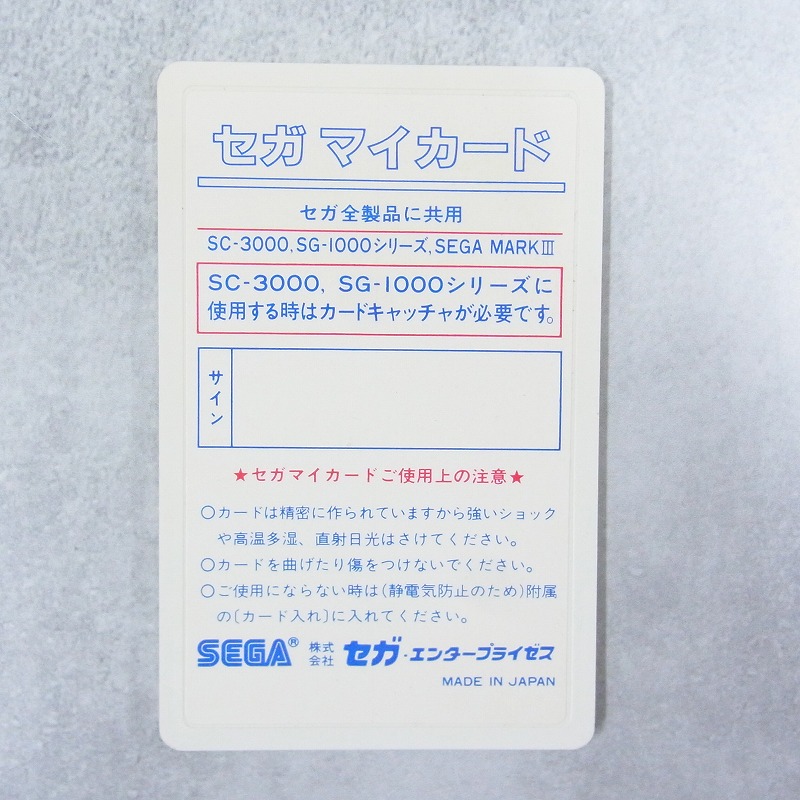 セガ マイカード
セガ全製品に共用
SC-3000、SG-1000シリーズ、SEGA MARKⅢ
SC-3000、SG-1000シリーズに
使用する時はカードキャッチャが必要です。
サイン
★セガマイカードご使用上の注意★
○カードは精密に作られていますから強いショック
や高温多湿、直射日光はさけてください。
○カードを曲げたり傷をつけないでください。
○ご使用にならない時は(静電気防止のため)附属
の〔カード入れ〕に入れてください。
SEGA® 株式会社 セガ・エンタープライゼス
MADE IN JAPAN